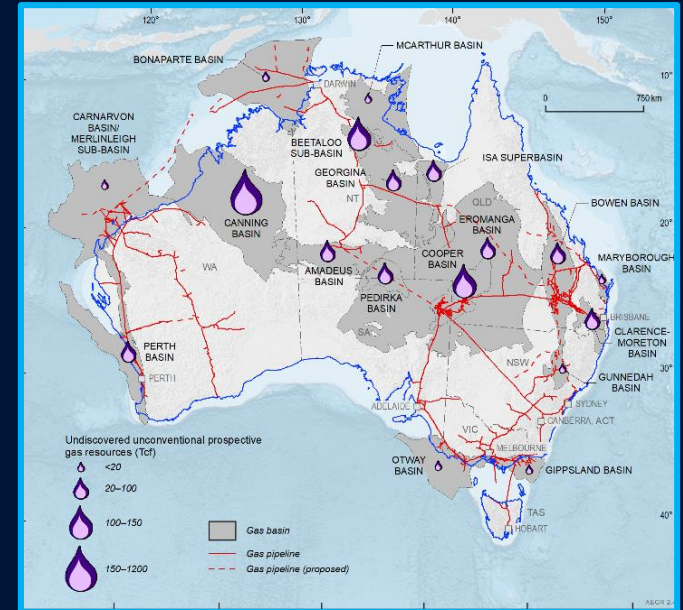 120°
130°
140°
150°
BONAPARTE BASIN
MCARTHUR BASIN
DARWIN
10°
0
750 km
CARNARVON
BASIN/
MERLINLEIGH
SUB-BASIN
BEETALOO
SUB-BASIN
GEORGINA
BASIN
ISA SUPERBASIN
NT
QLD
BOWEN BASIN
EROMANGA
BASIN
20°
CANNING
BASIN
WA
AMADEUS
BASIN
COOPER
BASIN
MARYBOROUGH
BASIN
PEDIRKA
BASIN
BRISBANE
SA
CLARENCE-
MORETON
BASIN
PERTH
BASIN
PERTH
NSW
30°
GUNNEDAH
BASIN
ADELAIDE
SYDNEY
CANBERRA, ACT
VIC
MELBOURNE
OTWAY
BASIN
GIPPSLAND BASIN
TAS
HOBART
40°
Undiscovered unconventional prospective
gas resources (Tcf)
<20
20–100
100–150
150–1200
Gas basin
Gas pipeline
Gas pipeline (proposed)